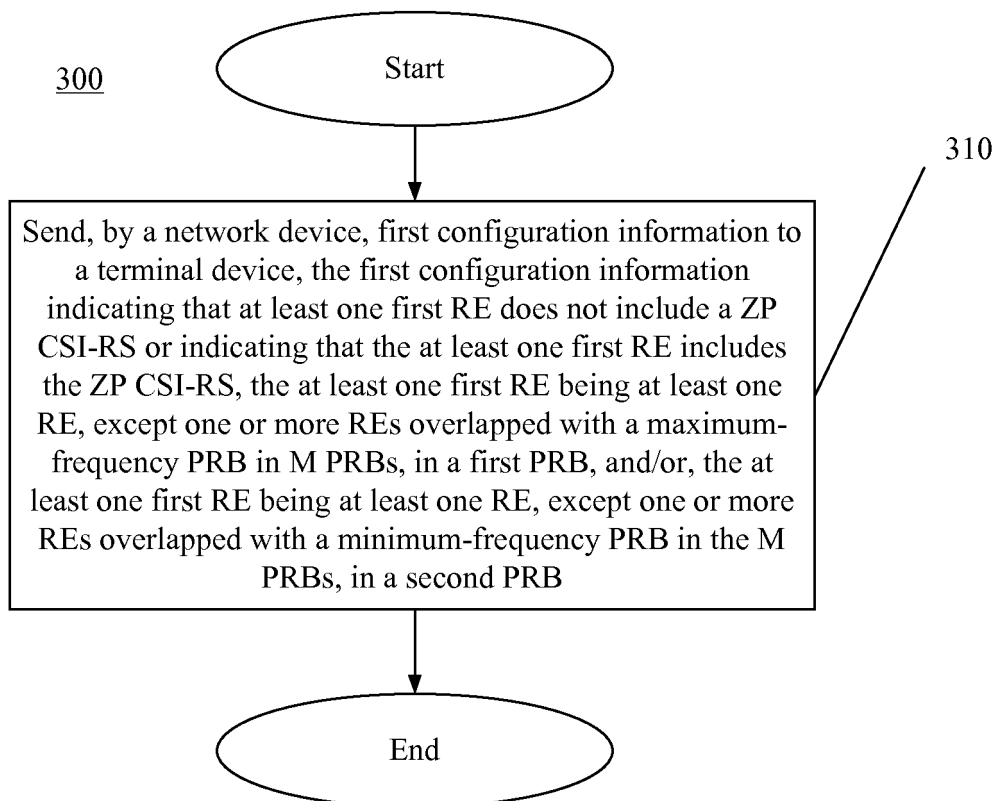 Start
300
310
Send, by a network device, first configuration information to
a terminal device, the first configuration information
indicating that at least one first RE does not include a ZP
CSI-RS or indicating that the at least one first RE includes
the ZP CSI-RS, the at least one first RE being at least one
RE, except one or more REs overlapped with a maximum-
frequency PRB in M PRBs, in a first PRB, and/or, the at
least one first RE being at least one RE, except one or more
REs overlapped with a minimum-frequency PRB in the M
PRBs, in a second PRB
End